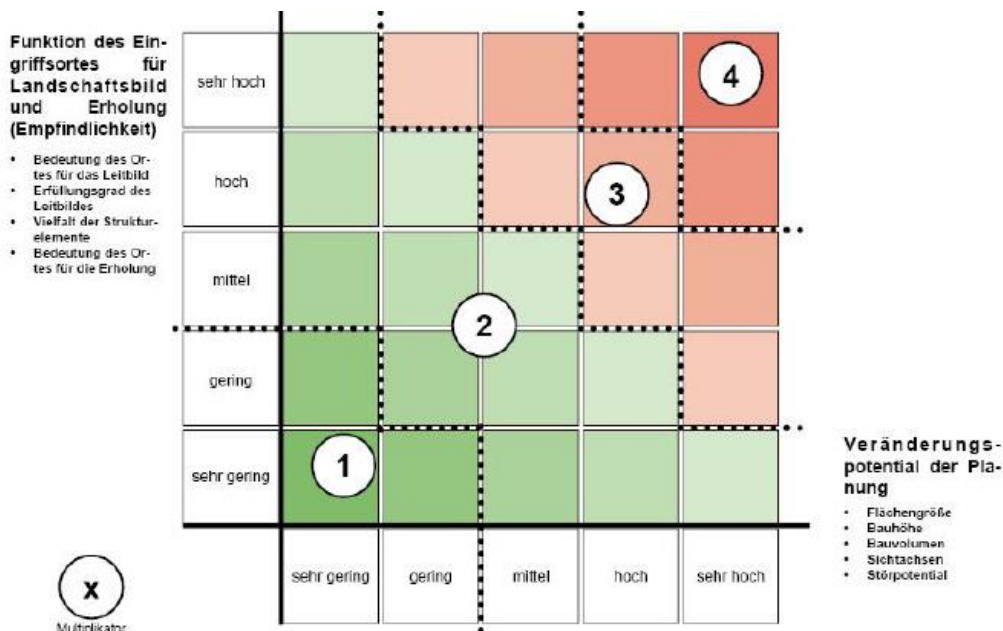 Funktion des Ein-
griffsortes für
Landschaftsbild
und Erholung
(Empfindlichkeit)
• Bedeutung des Or-
tes für das Leitbild
• Erfüllungsgrad des
Leitbildes
• Vielfalt der Struktur-
elemente
• Bedeutung des Or-
tes für die Erholung
sehr hoch
4
hoch
3
mittel
2
gering
sehr gering
1
sehr gering
gering
mittel
hoch
sehr hoch
Veränderungs-
potential der Pla-
nung
• Flächengröße
• Bauhöhe
• Bauvolumen
• Sichtachsen
• Störpotential
x
Multiplikator